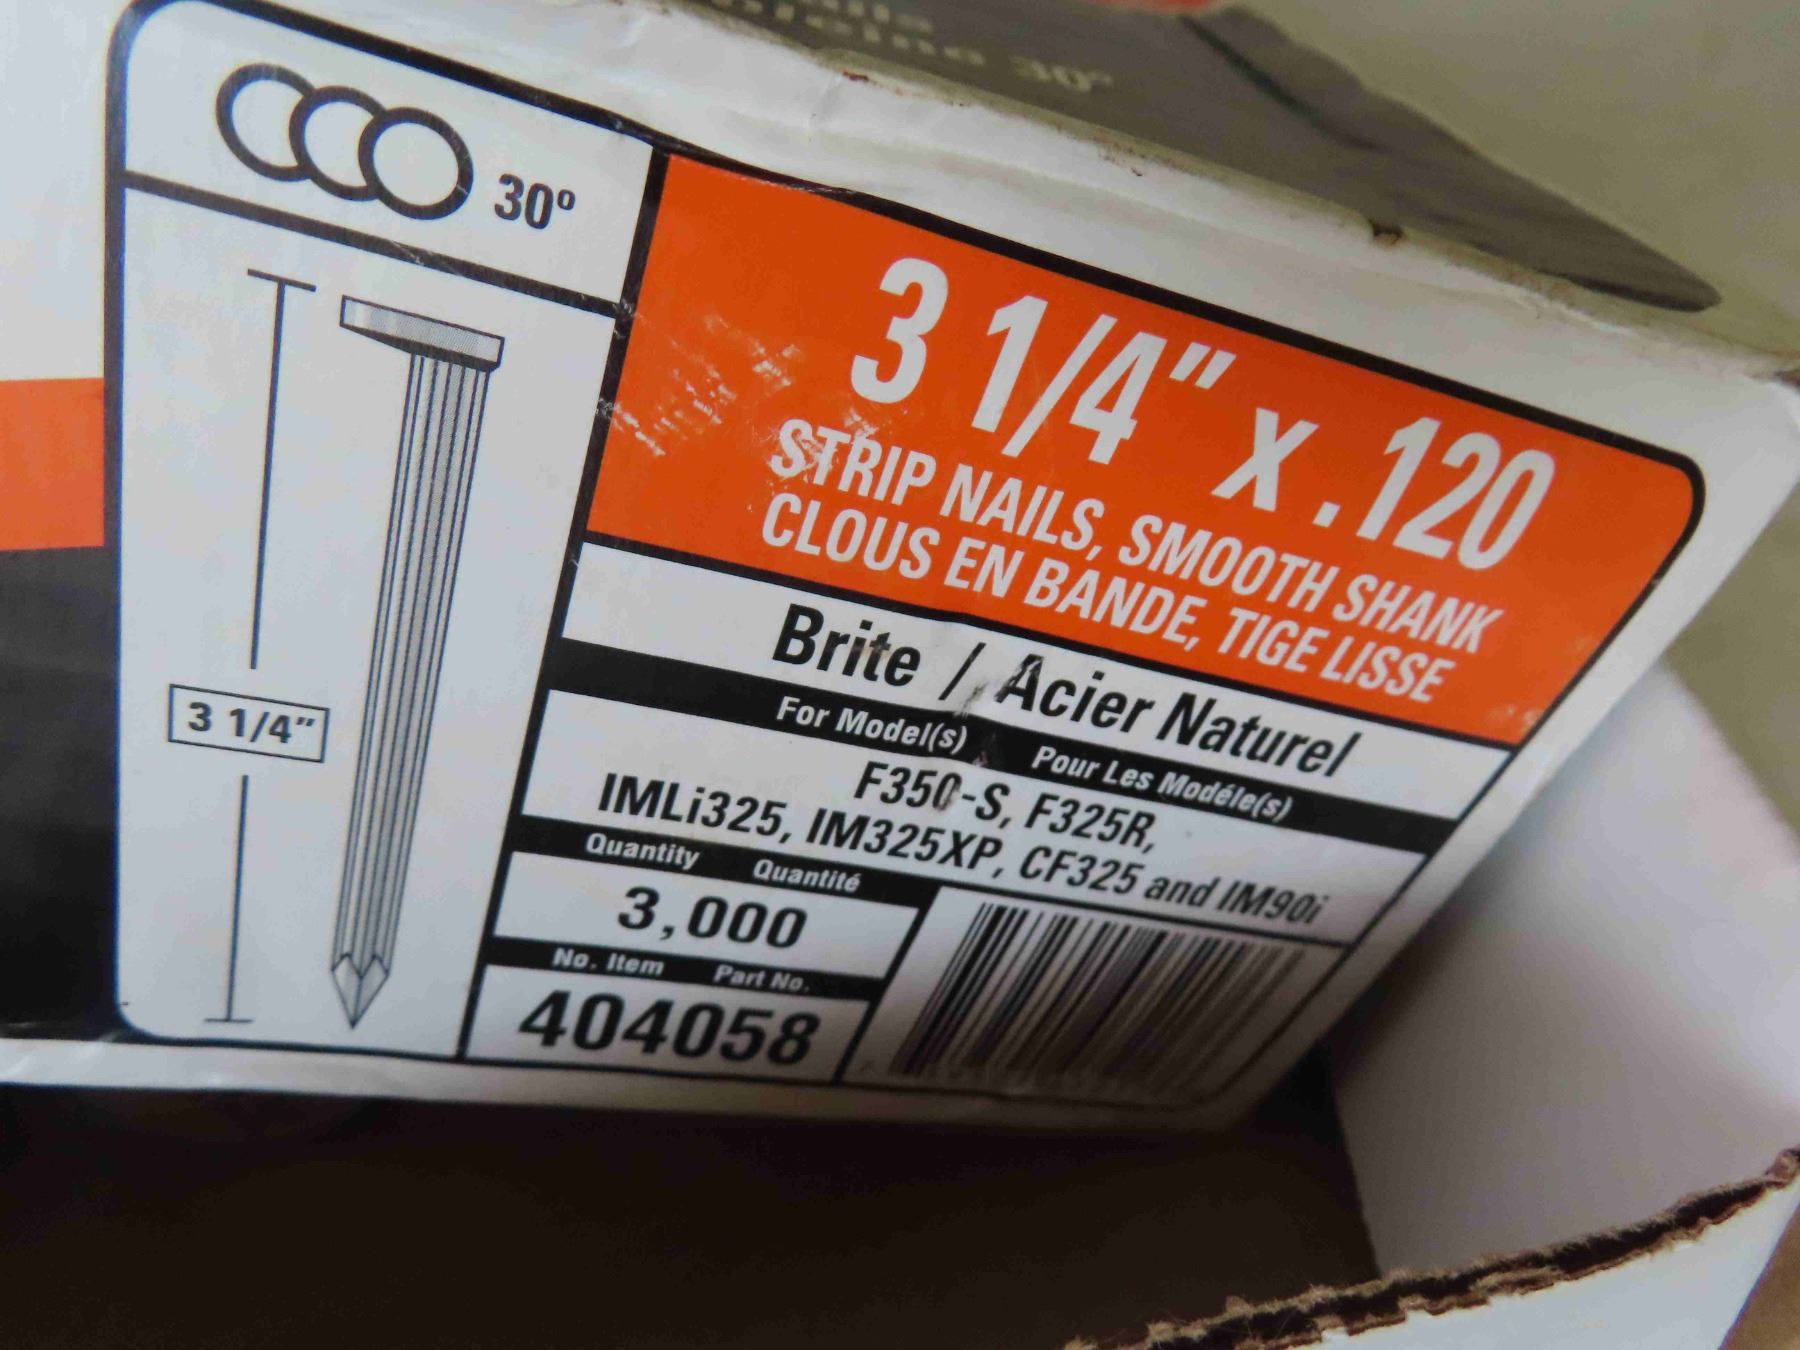 30°
30º
3 1/4"
3 1/4" x .120
STRIP NAILS, SMOOTH SHANK
CLOUS EN BANDE, TIGE LISSE
Brite / Acier Naturel
For Model(s) Pour Les Modéle(s)
F350-S, F325R,
IMLi325, IM325XP, CF325 and IM90i
Quantity Quantité
3,000
No. Item Part No.
404058